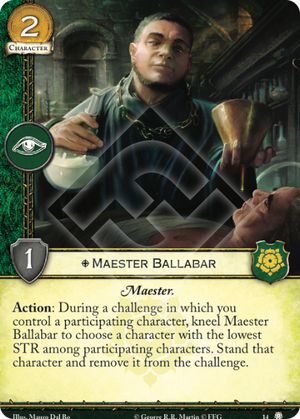 2
CHARACTER
1
MAESTER BALLABAR
Maester.
Action: During a challenge in which you
control a participating character, kneel Maester
Ballabar to choose a character with the lowest
STR among participating characters. Stand that
character and remove it from the challenge.
Illus. Mauro Dal Bo © George R.R. Martin © FFG 14